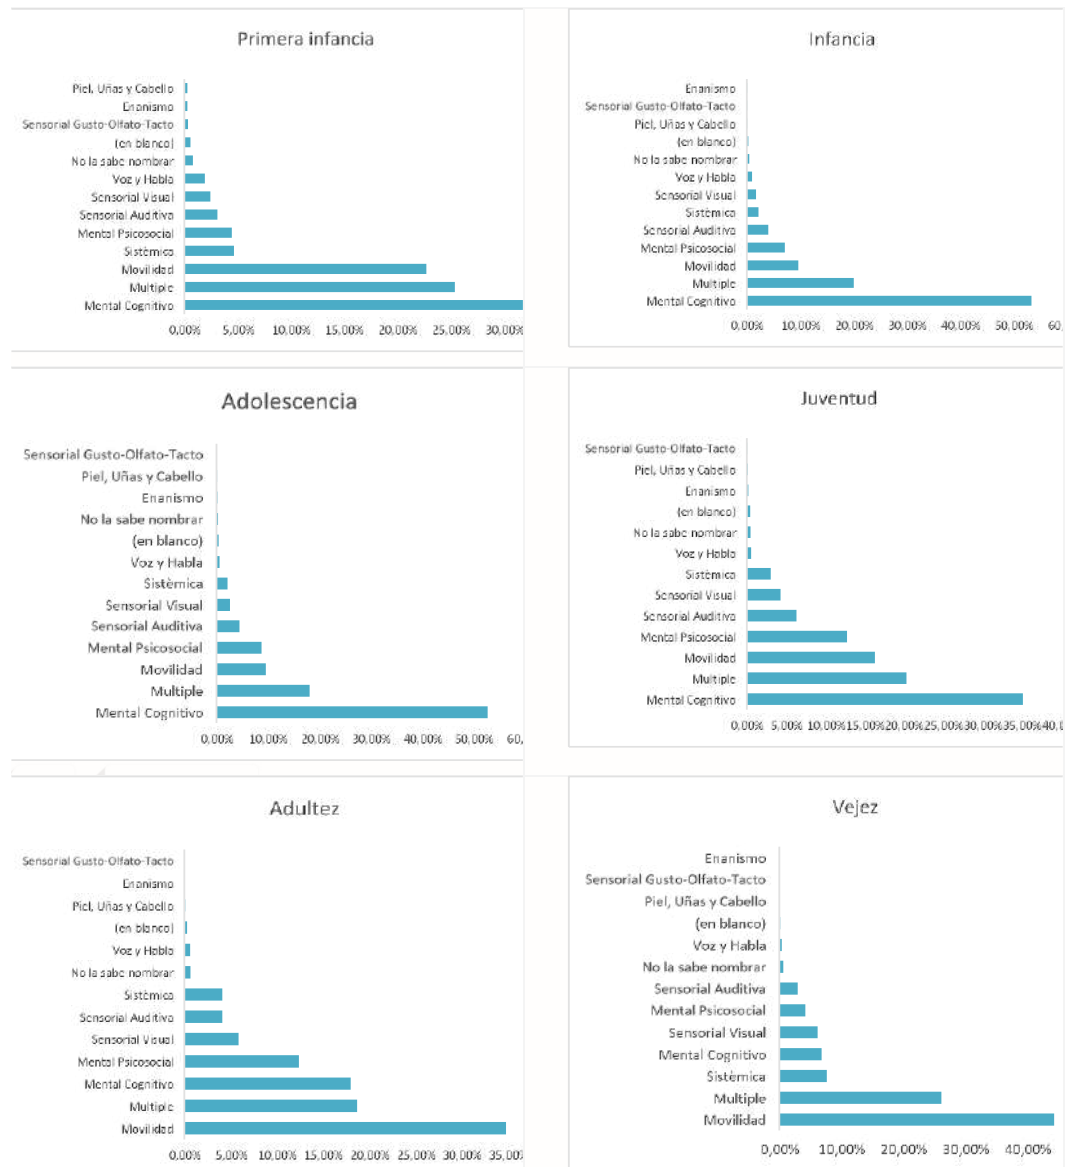 Primera infancia
Piel, Uñas y Cabello
Enanismo
Sensorial Gusto-Olfato-Tacto
(en blanco)
No la sabe nombrar
Voz y Habla
Sensorial Visual
Sensorial Auditiva
Mental Psicosocial
Sistèmica
Movilidad
Multiple
Mental Cognitivo
0,00% 5,00% 10,00% 15,00% 20,00% 25,00% 30,00%
Infancia
Enanismo
Sensorial Gusto-Olfato-Tacto
Piel, Uñas y Cabello
(en blanco)
No la sabe nombrar
Voz y Habla
Sensorial Visual
Sistèmica
Sensorial Auditiva
Mental Psicosocial
Movilidad
Multiple
Mental Cognitivo
0,00% 10,00% 20,00% 30,00% 40,00% 50,00% 60,
Adolescencia
Sensorial Gusto-Olfato-Tacto
Piel, Uñas y Cabello
Enanismo
No la sabe nombrar
(en blanco)
Voz y Habla
Sistèmica
Sensorial Visual
Sensorial Auditiva
Mental Psicosocial
Movilidad
Multiple
Mental Cognitivo
0,00% 10,00% 20,00% 30,00% 40,00% 50,00% 60,
Juventud
Sensorial Gusto-Olfato-Tacto
Piel, Uñas y Cabello
Enanismo
(en blanco)
No la sabe nombrar
Voz y Habla
Sistèmica
Sensorial Visual
Sensorial Auditiva
Mental Psicosocial
Movilidad
Multiple
Mental Cognitivo
0,00% 5,00% 10,00%15,00%20,00%25,00%30,00%35,00%40,0
Adultez
Sensorial Gusto-Olfato-Tacto
Enanismo
Piel, Uñas y Cabello
(en blanco)
Voz y Habla
No la sabe nombrar
Sistèmica
Sensorial Auditiva
Sensorial Visual
Mental Psicosocial
Mental Cognitivo
Multiple
Movilidad
0,00% 5,00% 10,00% 15,00% 20,00% 25,00% 30,00% 35,00%
Vejez
Enanismo
Sensorial Gusto-Olfato-Tacto
Piel, Uñas y Cabello
(en blanco)
Voz y Habla
No la sabe nombrar
Sensorial Auditiva
Mental Psicosocial
Sensorial Visual
Mental Cognitivo
Sistèmica
Multiple
Movilidad
0,00% 10,00% 20,00% 30,00% 40,00%